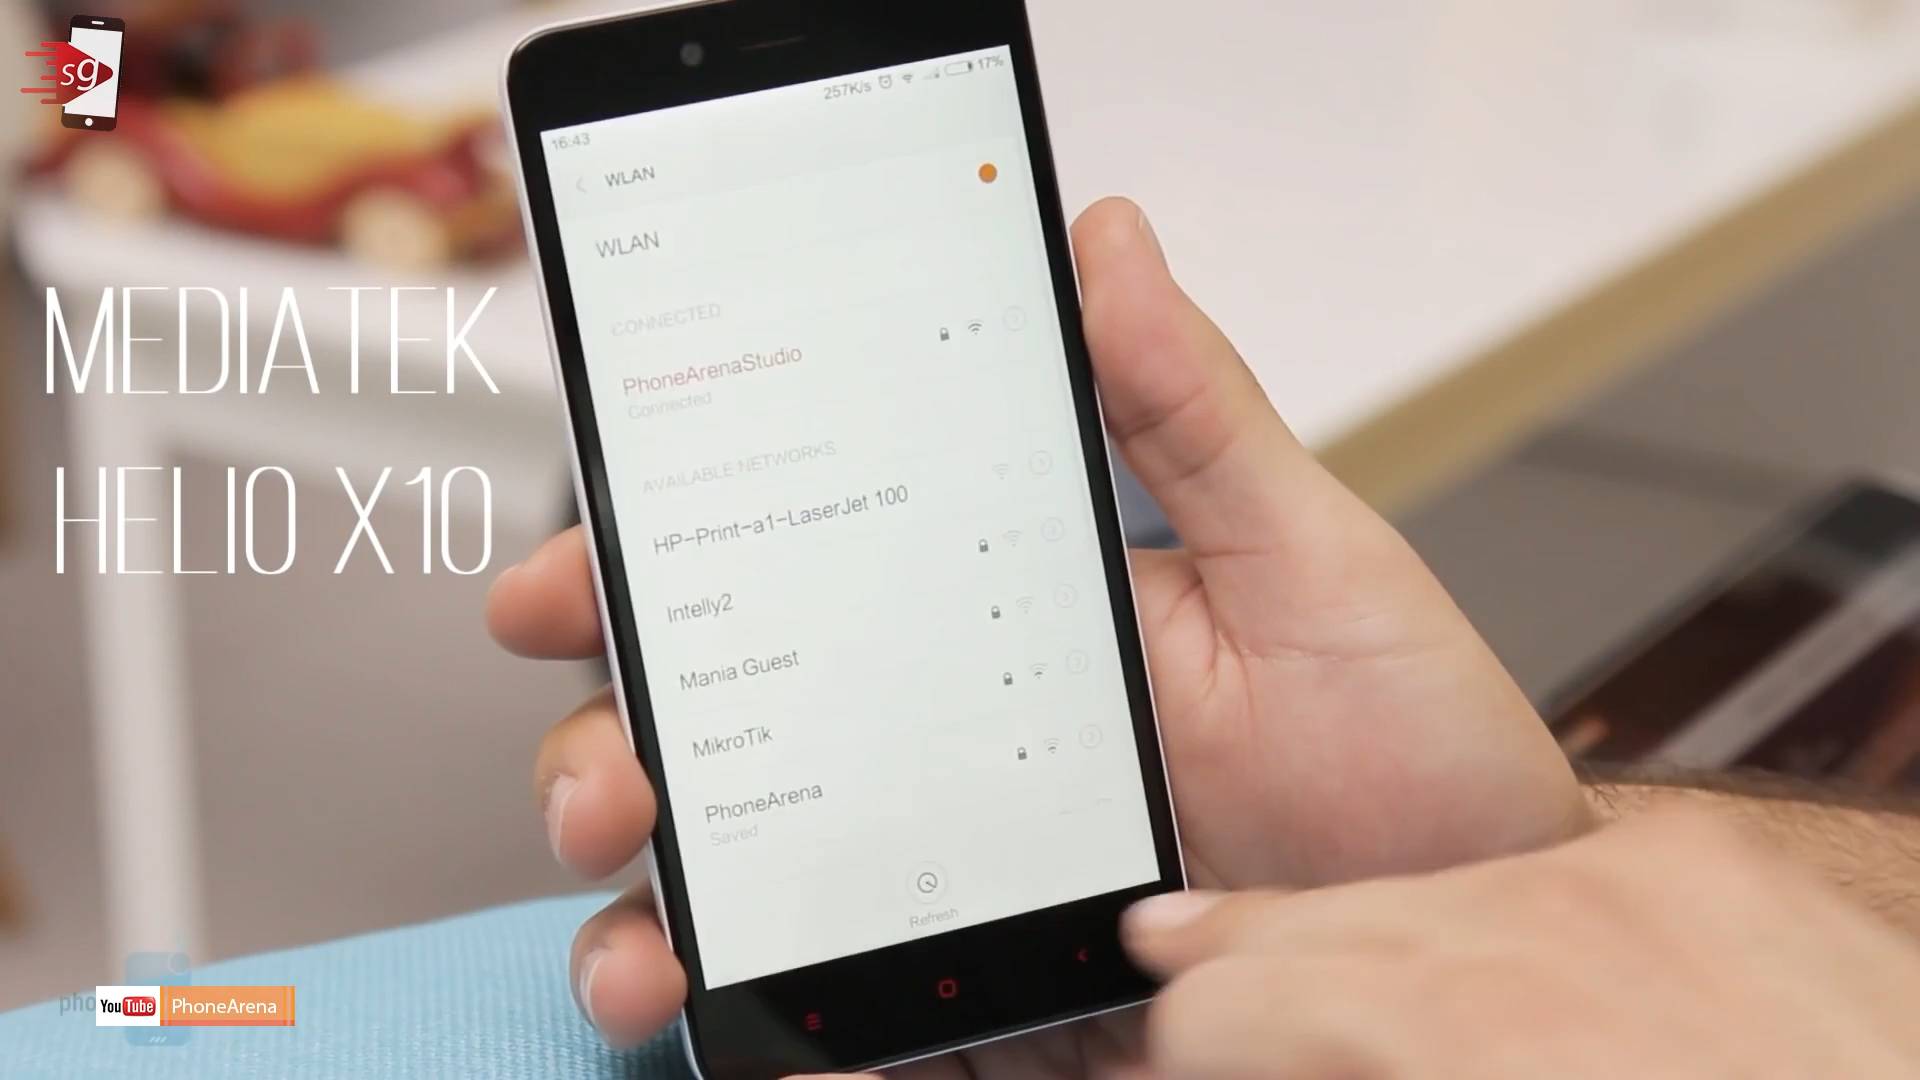 sg
257K/s 17%
16:43
WLAN
WLAN
CONNECTED
PhoneArenaStudio
Connected
AVAILABLE NETWORKS
HP-Print-a1-LaserJet 100
Intelly2
Mania Guest
MikroTik
PhoneArena
Saved
Refresh
MEDIATEK
HELIO X10
pho
YouTube PhoneArena